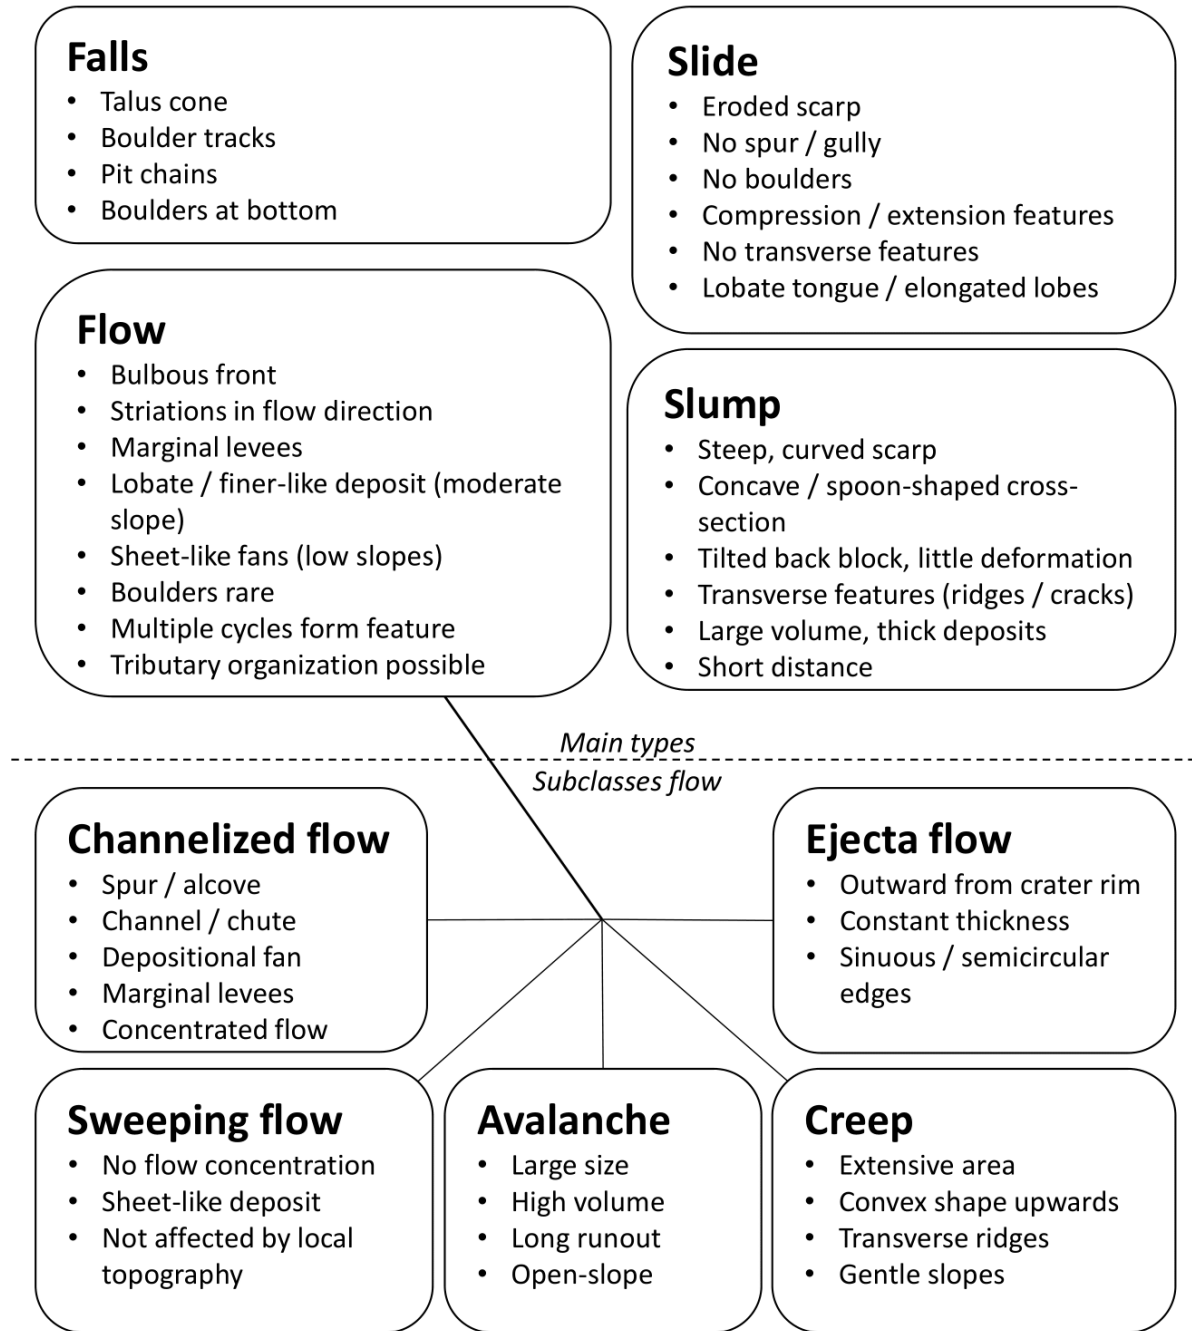 Falls
• Talus cone
• Boulder tracks
• Pit chains
• Boulders at bottom
Slide
• Eroded scarp
• No spur / gully
• No boulders
• Compression / extension features
• No transverse features
• Lobate tongue / elongated lobes
Flow
• Bulbous front
• Striations in flow direction
• Marginal levees
• Lobate / finer-like deposit (moderate
slope)
• Sheet-like fans (low slopes)
• Boulders rare
• Multiple cycles form feature
• Tributary organization possible
Slump
• Steep, curved scarp
• Concave / spoon-shaped cross-
section
• Tilted back block, little deformation
• Transverse features (ridges / cracks)
• Large volume, thick deposits
• Short distance
Main types
Subclasses flow
Channelized flow
• Spur / alcove
• Channel / chute
• Depositional fan
• Marginal levees
• Concentrated flow
Ejecta flow
• Outward from crater rim
• Constant thickness
• Sinuous / semicircular
edges
Sweeping flow
• No flow concentration
• Sheet-like deposit
• Not affected by local
topography
Avalanche
• Large size
• High volume
• Long runout
• Open-slope
Creep
• Extensive area
• Convex shape upwards
• Transverse ridges
• Gentle slopes